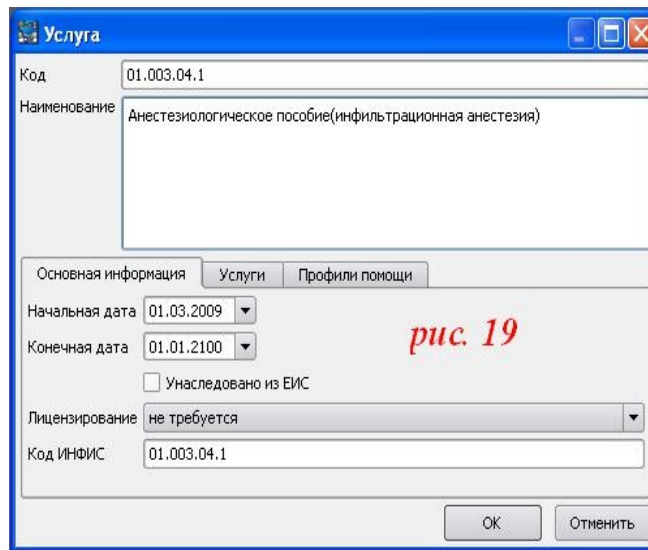 Услуга
Код 01.003.04.1
Наименование Анестезиологическое пособие(инфильтрационная анестезия)
Основная информация Услуги Профили помощи
Начальная дата 01.03.2009
Конечная дата 01.01.2100
рис. 19
Унаследовано из ЕИС
Лицензирование не требуется
Код ИНФИС 01.003.04.1
ОК Отменить